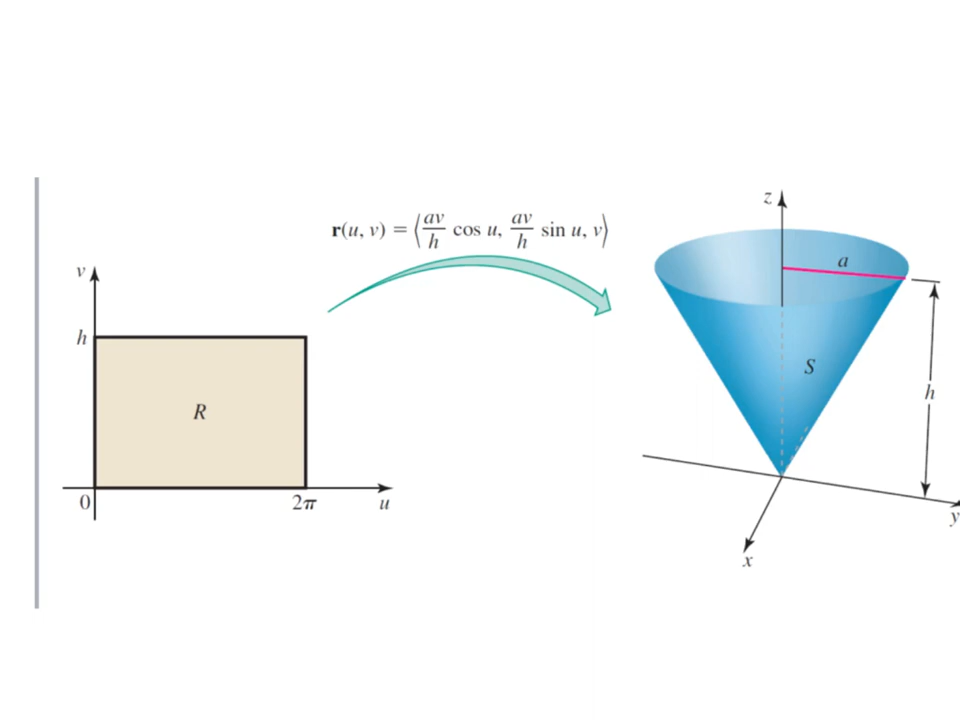 r(u, v) = ⟨av/h cos u, av/h sin u, v⟩
v
h
R
0
2π
u
z
a
S
h
y
x